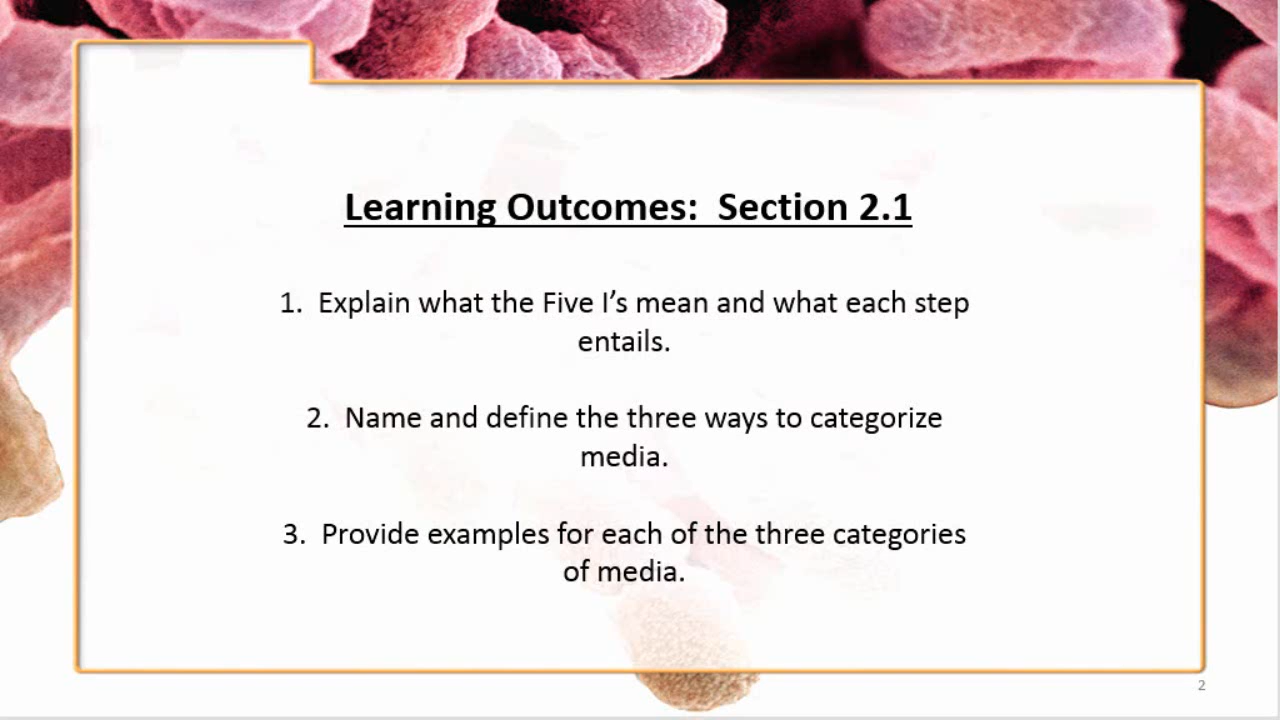 Learning Outcomes:  Section 2.1
1.  Explain what the Five I’s mean and what each step
entails.
2.  Name and define the three ways to categorize
media.
3.  Provide examples for each of the three categories
of media.
2